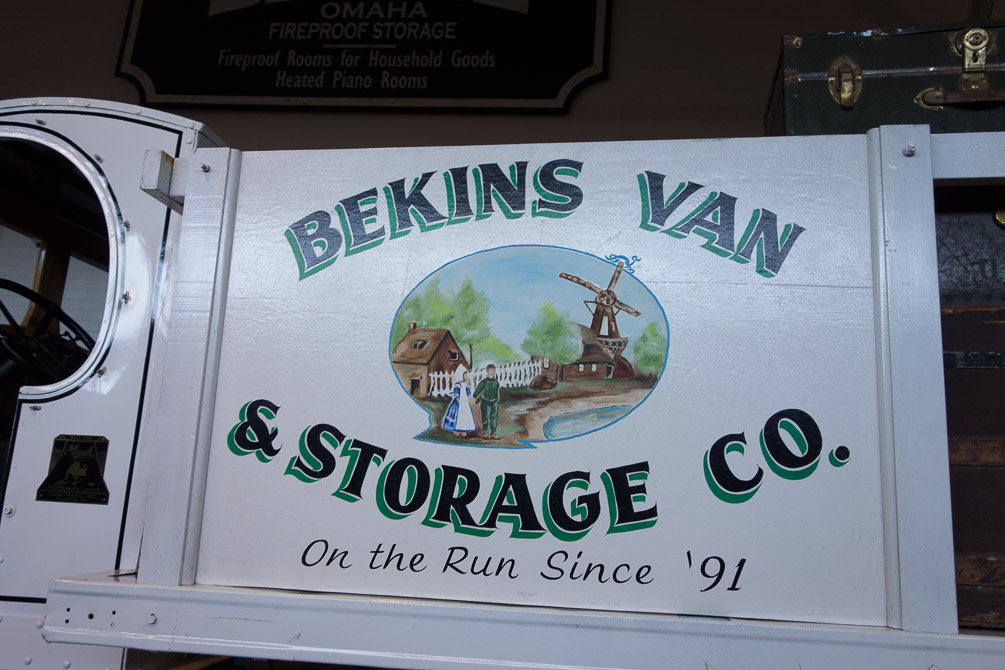 OMAHA
FIREPROOF STORAGE
Fireproof Rooms for Household Goods
Heated Piano Rooms
BEKINS VAN
& STORAGE CO.
On the Run Since '91
Mack